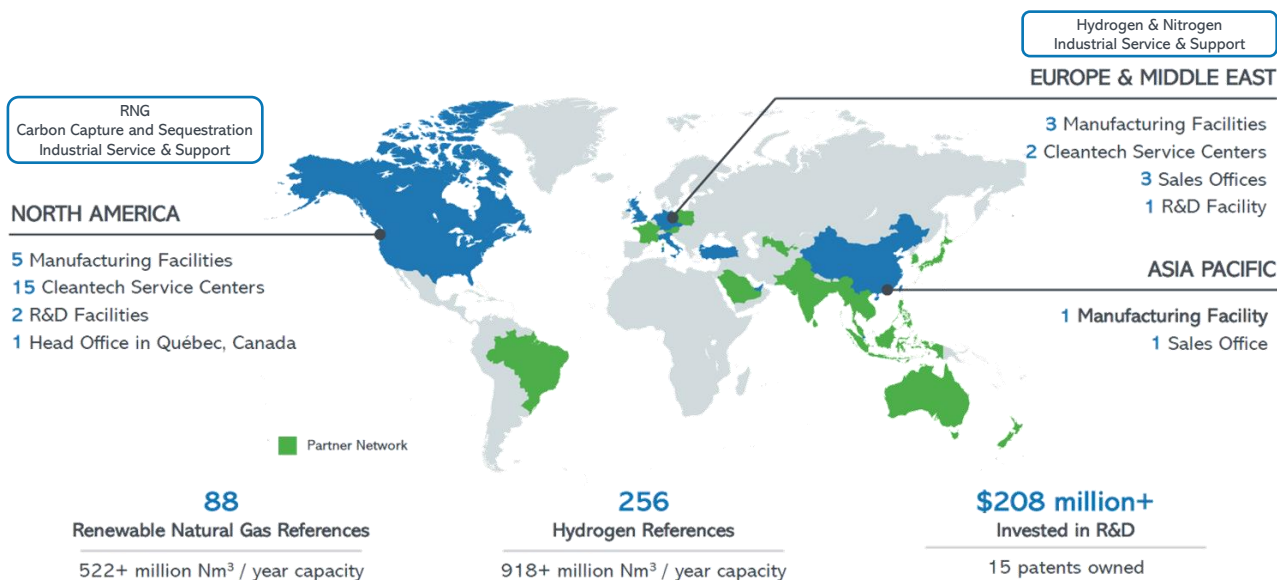 Hydrogen & Nitrogen
Industrial Service & Support
EUROPE & MIDDLE EAST
3 Manufacturing Facilities
2 Cleantech Service Centers
3 Sales Offices
1 R&D Facility
RNG
Carbon Capture and Sequestration
Industrial Service & Support
NORTH AMERICA
5 Manufacturing Facilities
15 Cleantech Service Centers
2 R&D Facilities
1 Head Office in Québec, Canada
ASIA PACIFIC
1 Manufacturing Facility
1 Sales Office
Partner Network
88
Renewable Natural Gas References
522+ million Nm³ / year capacity
256
Hydrogen References
918+ million Nm³ / year capacity
$208 million+
Invested in R&D
15 patents owned